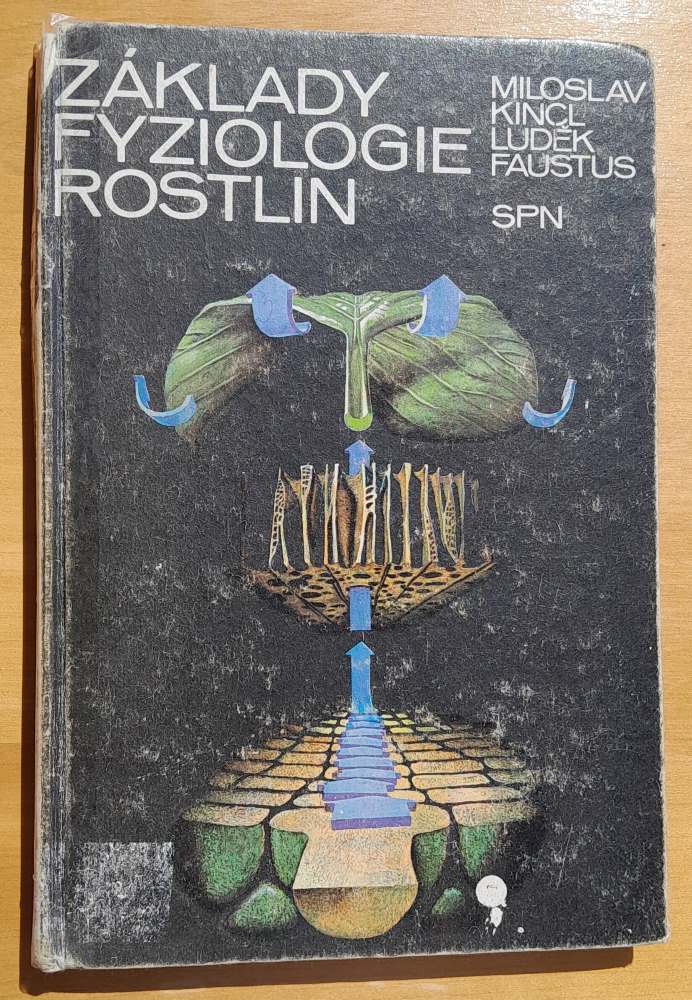 ZÁKLADY
FYZIOLOGIE
ROSTLIN
MILOSLAV
KINCL
LUDĚK
FAUSTUS
SPN